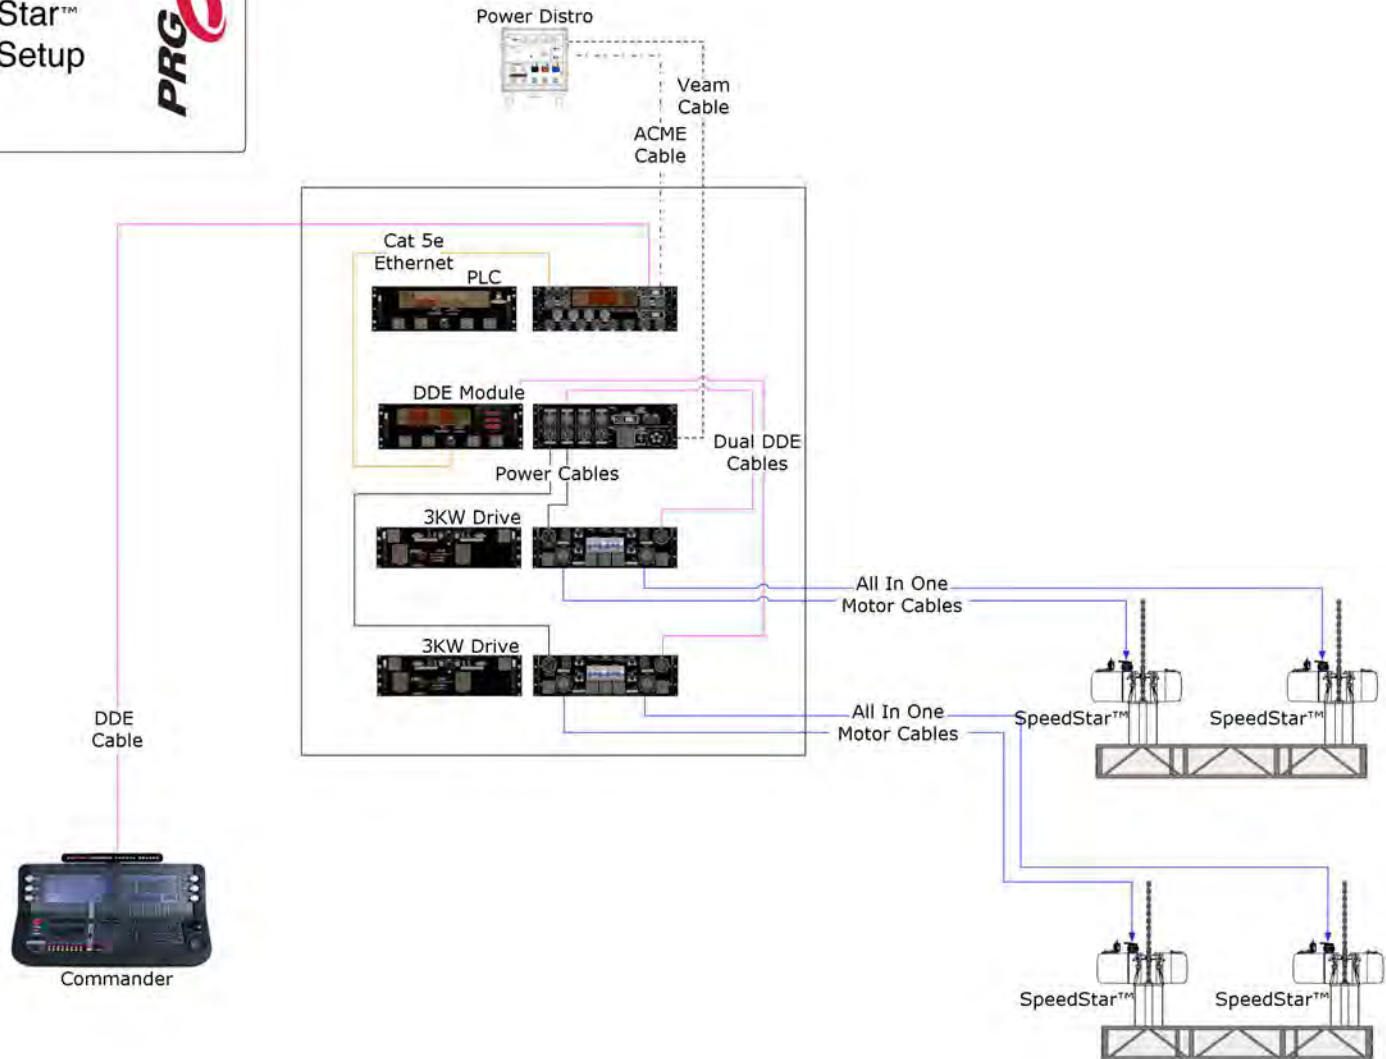 Star™
Setup
PRG
Power Distro
Veam
Cable
ACME
Cable
Cat 5e
Ethernet
PLC
DDE Module
Dual DDE
Cables
Power Cables
3KW Drive
All In One
Motor Cables
3KW Drive
SpeedStar™
SpeedStar™
All In One
Motor Cables
DDE
Cable
Commander
SpeedStar™
SpeedStar™